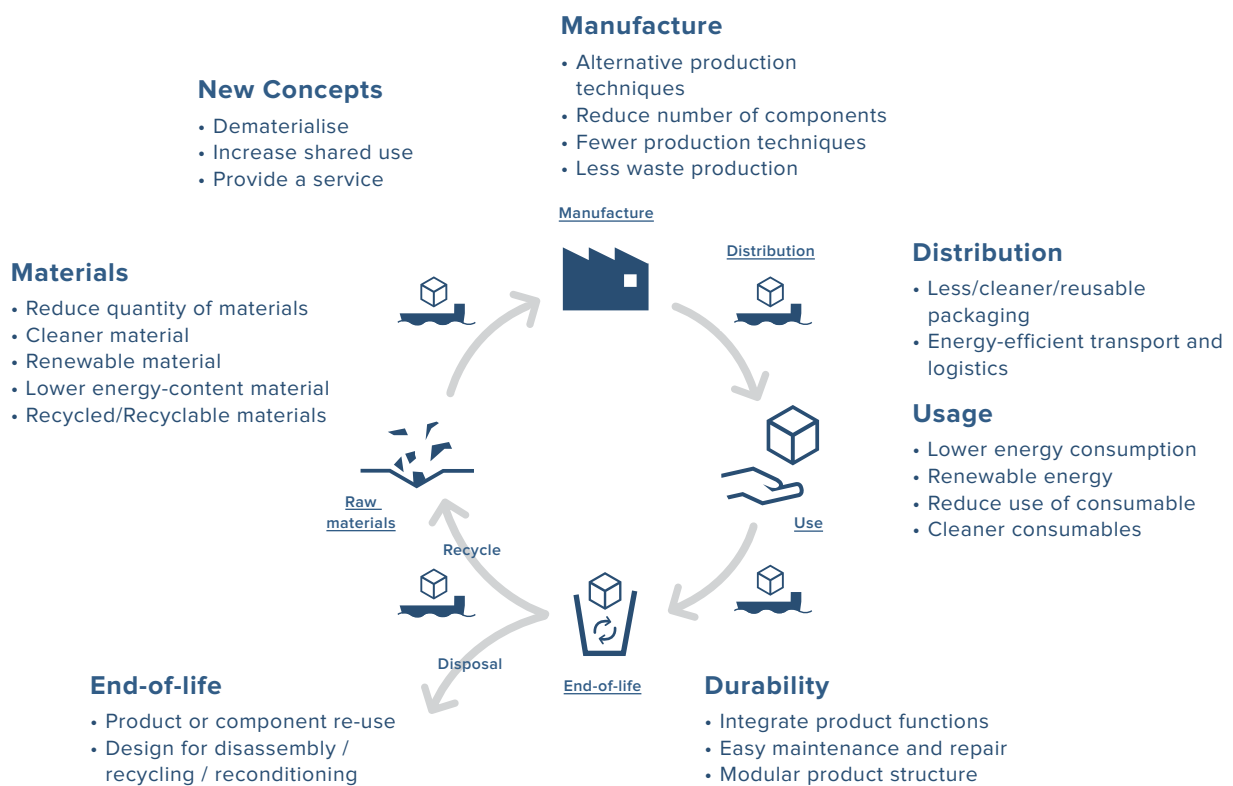 Manufacture
• Alternative production
techniques
• Reduce number of components
• Fewer production techniques
• Less waste production
New Concepts
• Dematerialise
• Increase shared use
• Provide a service
Manufacture
Distribution
Materials
• Reduce quantity of materials
• Cleaner material
• Renewable material
• Lower energy-content material
• Recycled/Recyclable materials
Distribution
• Less/cleaner/reusable
packaging
• Energy-efficient transport and
logistics
Usage
• Lower energy consumption
• Renewable energy
• Reduce use of consumable
• Cleaner consumables
Raw
materials
Use
Recycle
Disposal
End-of-life
End-of-life
• Product or component re-use
• Design for disassembly /
recycling / reconditioning
Durability
• Integrate product functions
• Easy maintenance and repair
• Modular product structure